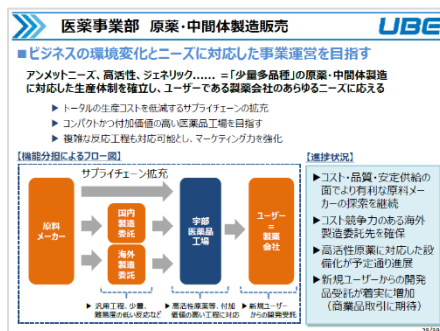 医薬事業部 原薬・中間体製造販売
UBE
■ビジネスの環境変化とニーズに対応した事業運営を目指す
アンメットニーズ、高活性、ジェネリック…… =「少量多品種」の原薬・中間体製造
に対応した生産体制を確立し、ユーザーである製薬会社のあらゆるニーズに応える
▶ トータルの生産コストを低減するサプライチェーンの拡充
▶ コンパクトかつ付加価値の高い医薬品工場を目指す
▶ 複雑な反応工程も対応可能とし、マーケティング力を強化
【機能分担によるフロー図】
サプライチェーン拡充
原料
メーカー
国内
製造
委託
海外
製造
委託
宇部
医薬品
工場
ユーザー
=
製薬
会社
▶ 汎用工程、少量、
難易度の低い反応など
▶ 高活性原薬等、付加
価値の高い工程に対応
▶ 新規ユーザー
からの開発受託
【進捗状況】
▶コスト・品質・安定供給の
面でより有利な原料メー
カーの探索を継続
▶コスト競争力のある海外
製造委託先を確保
▶高活性原薬に対応した設
備化が予定通り進展
▶新規ユーザーからの開発
品受託が着実に増加
(商業品取引に期待)